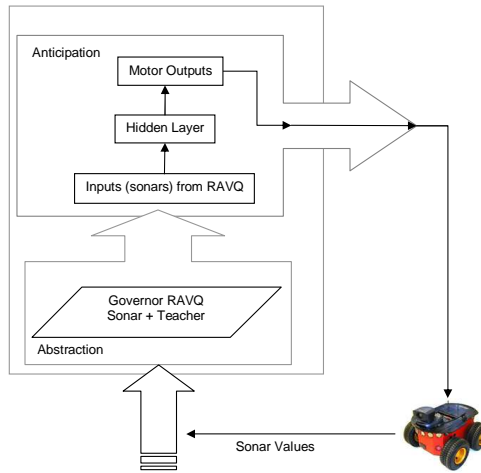 Anticipation
Motor Outputs
Hidden Layer
Inputs (sonars) from RAVQ
Governor RAVQ
Sonar + Teacher
Abstraction
Sonar Values